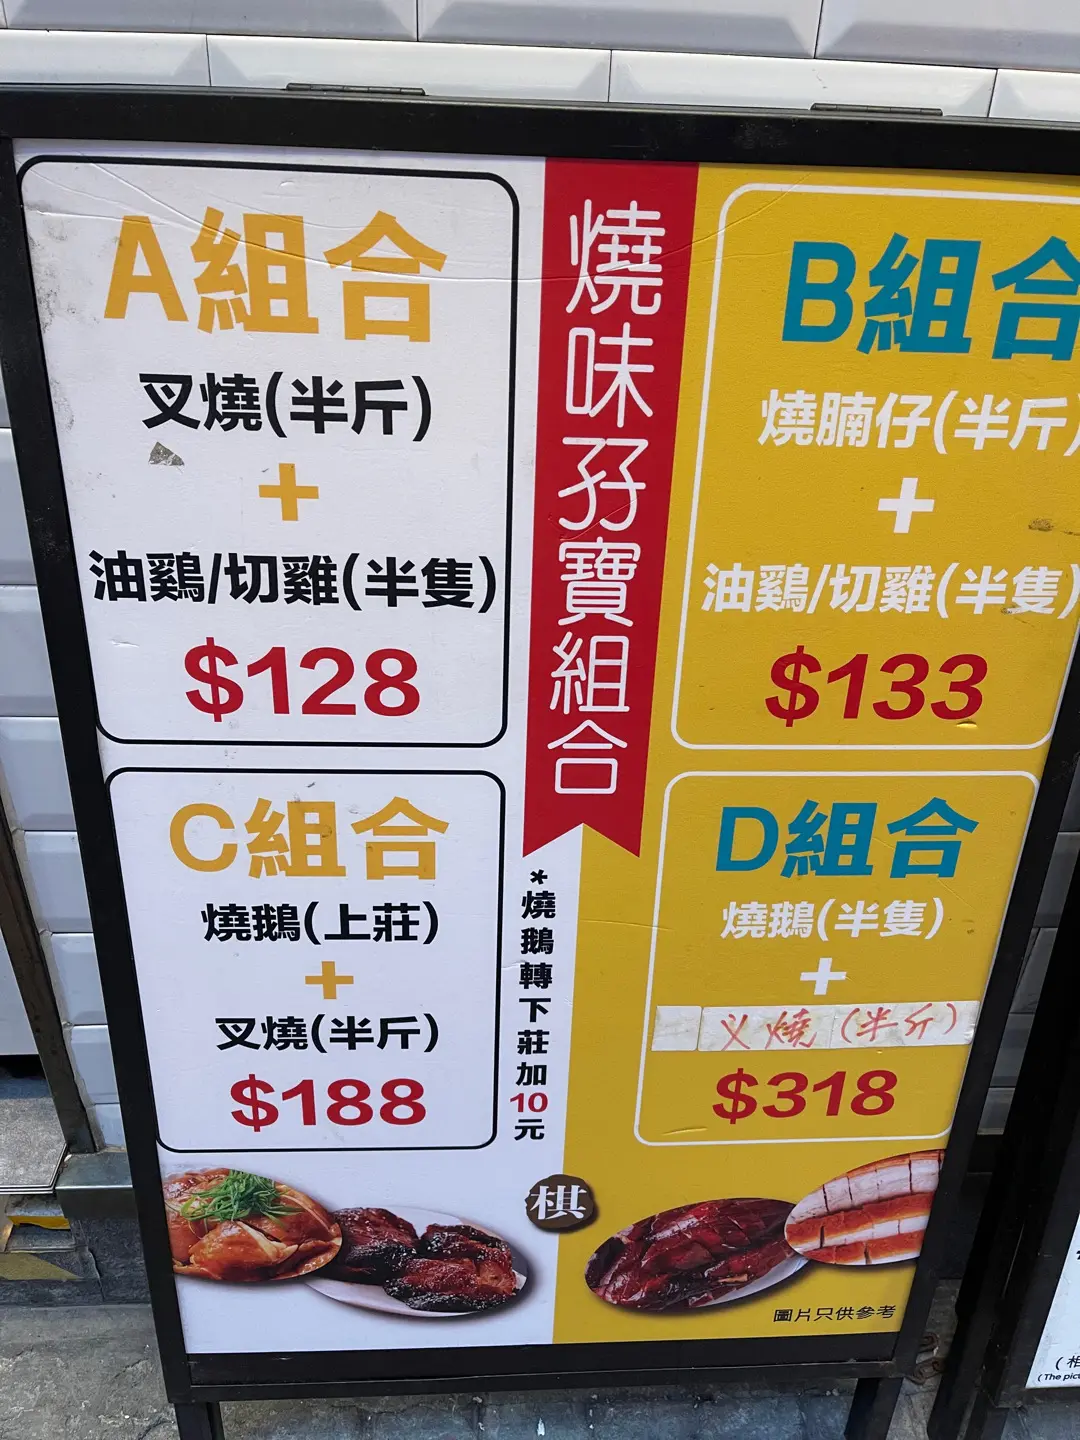 燒味孖寶組合
A組合
叉燒(半斤)
+
油鷄/切雞(半隻)
$128
B組合
燒腩仔(半斤)
+
油鷄/切雞(半隻)
$133
C組合
燒鵝(上莊)
+
叉燒(半斤)
$188
D組合
燒鵝(半隻)
+
叉燒(半斤)
$318
*燒鵝轉下莊加10元
棋
圖片只供參考
(相
(The pic